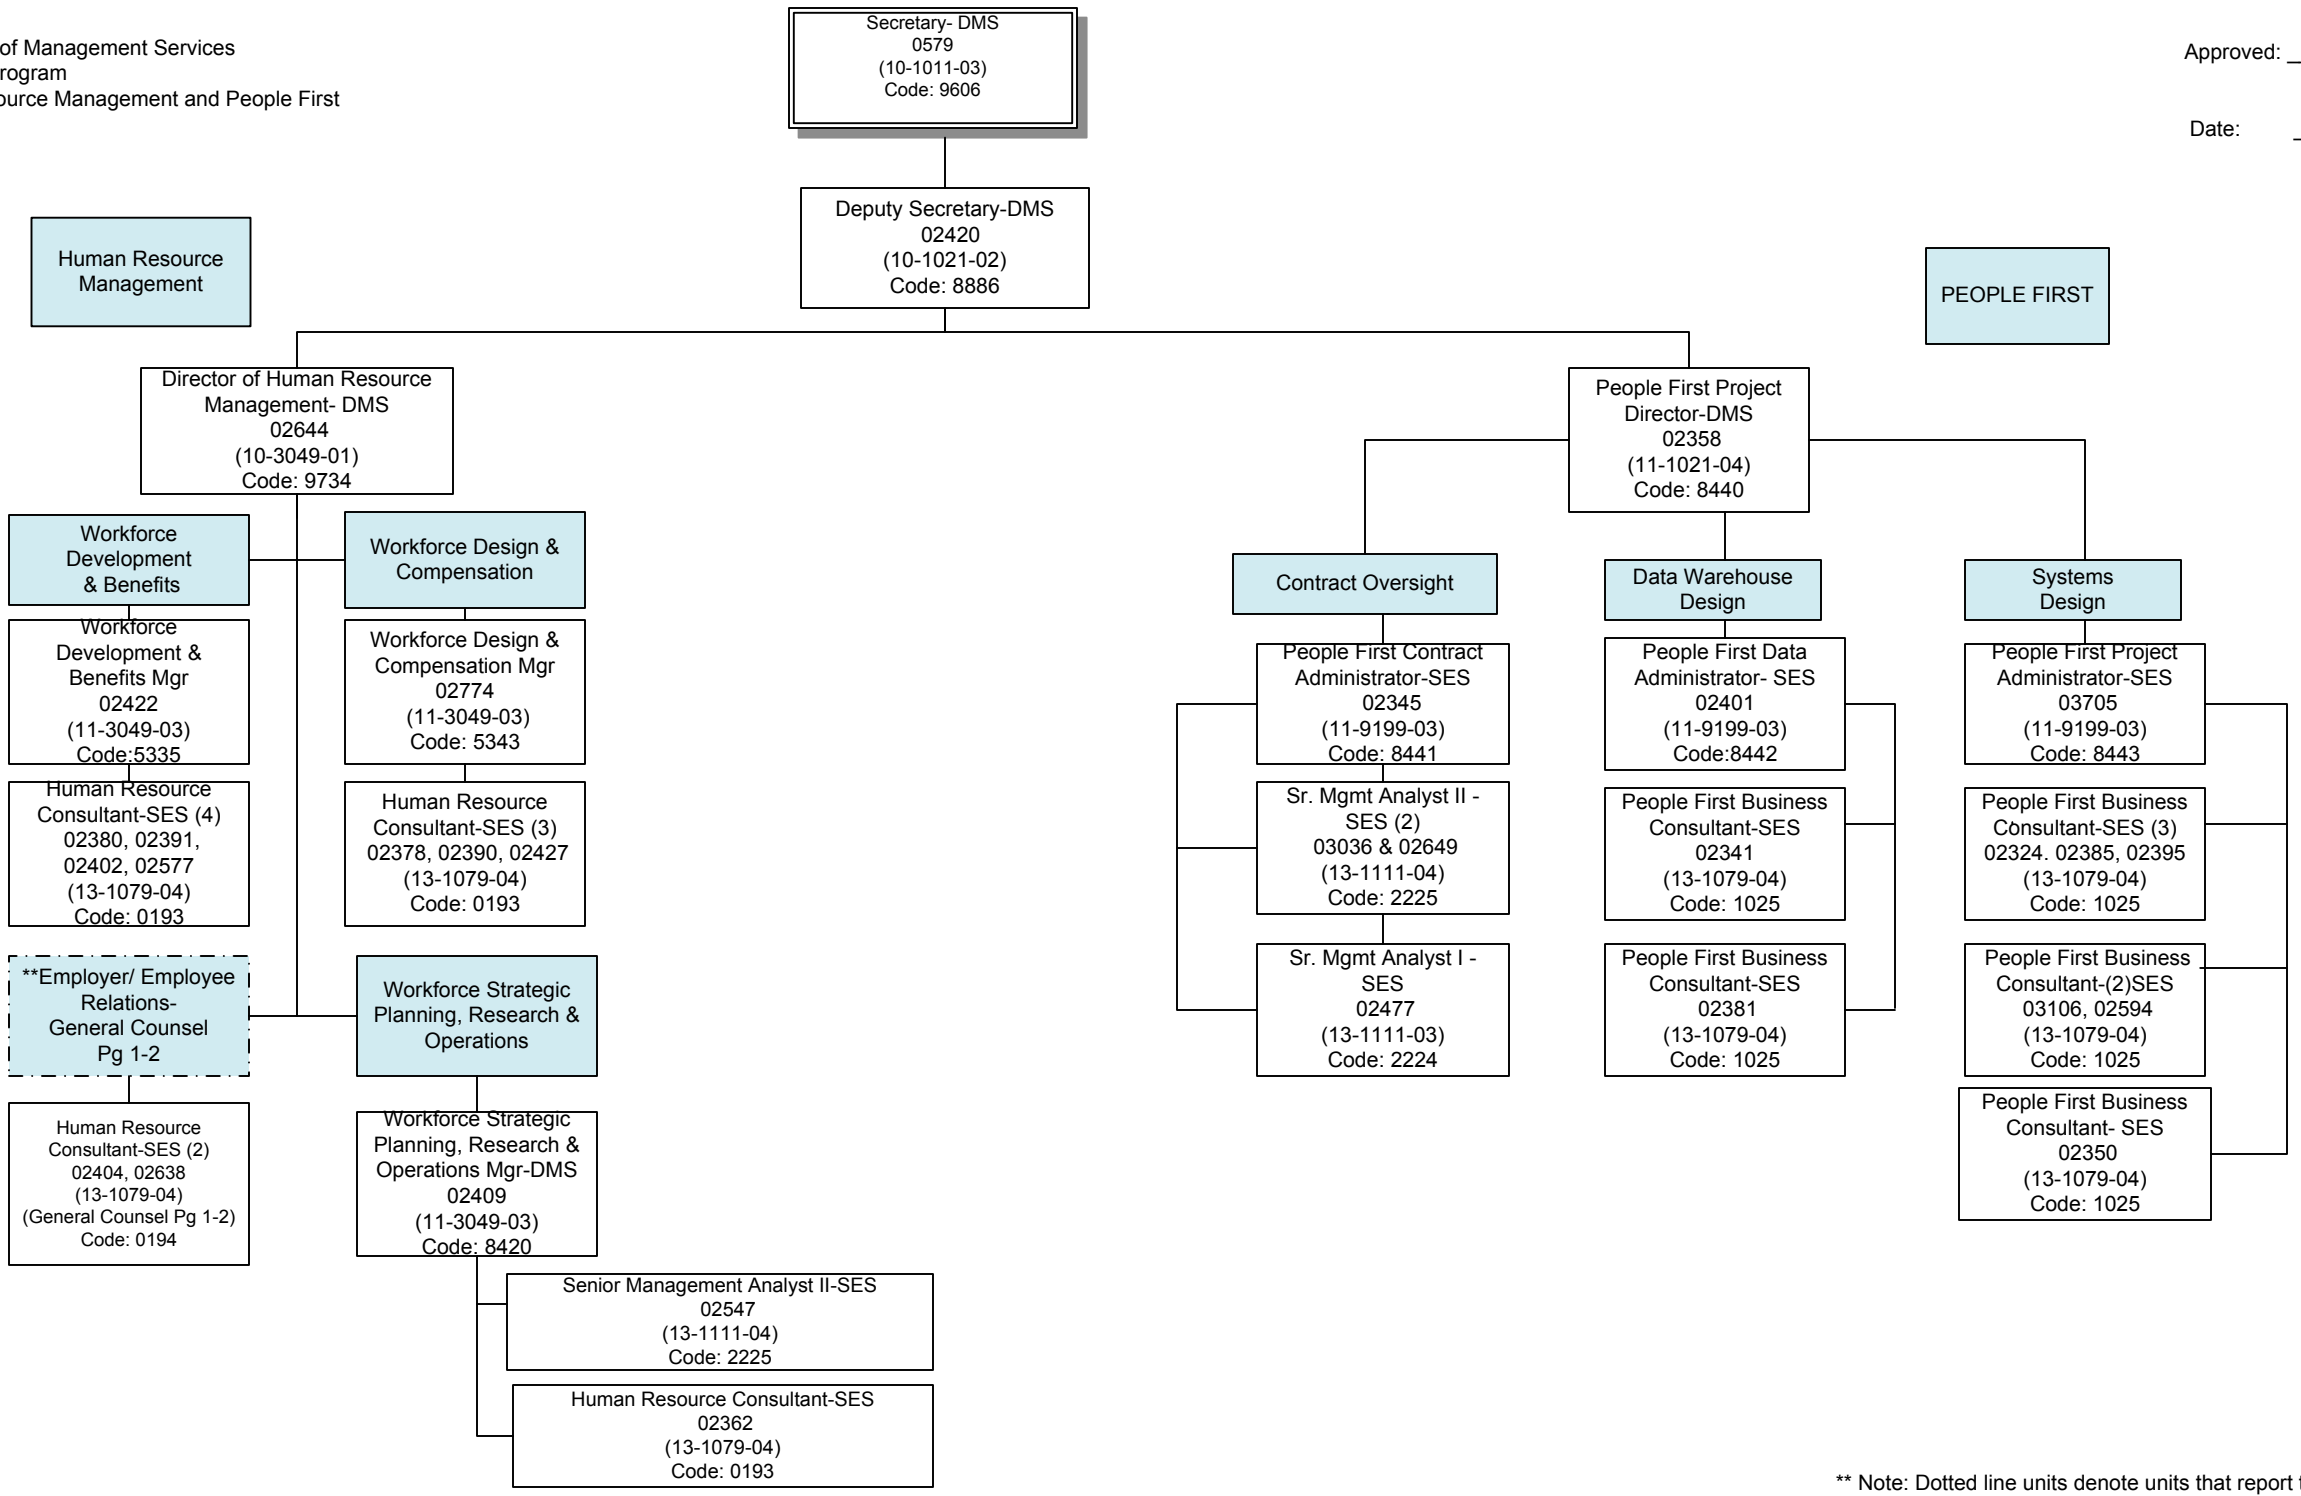 of Management Services
rogram
ource Management and People First
Approved: _
Date: _
Secretary- DMS
0579
(10-1011-03)
Code: 9606
Deputy Secretary-DMS
02420
(10-1021-02)
Code: 8886
Human Resource
Management
PEOPLE FIRST
Director of Human Resource
Management- DMS
02644
(10-3049-01)
Code: 9734
People First Project
Director-DMS
02358
(11-1021-04)
Code: 8440
Workforce
Development
& Benefits
Workforce Design &
Compensation
Contract Oversight
Data Warehouse
Design
Systems
Design
Workforce
Development &
Benefits Mgr
02422
(11-3049-03)
Code:5335
Workforce Design &
Compensation Mgr
02774
(11-3049-03)
Code: 5343
People First Contract
Administrator-SES
02345
(11-9199-03)
Code: 8441
People First Data
Administrator- SES
02401
(11-9199-03)
Code:8442
People First Project
Administrator-SES
03705
(11-9199-03)
Code: 8443
Human Resource
Consultant-SES (4)
02380, 02391,
02402, 02577
(13-1079-04)
Code: 0193
Human Resource
Consultant-SES (3)
02378, 02390, 02427
(13-1079-04)
Code: 0193
Sr. Mgmt Analyst II -
SES (2)
03036 & 02649
(13-1111-04)
Code: 2225
People First Business
Consultant-SES
02341
(13-1079-04)
Code: 1025
People First Business
Consultant-SES (3)
02324. 02385, 02395
(13-1079-04)
Code: 1025
**Employer/ Employee
Relations-
General Counsel
Pg 1-2
Workforce Strategic
Planning, Research &
Operations
Sr. Mgmt Analyst I -
SES
02477
(13-1111-03)
Code: 2224
People First Business
Consultant-SES
02381
(13-1079-04)
Code: 1025
People First Business
Consultant-(2)SES
03106, 02594
(13-1079-04)
Code: 1025
Human Resource
Consultant-SES (2)
02404, 02638
(13-1079-04)
(General Counsel Pg 1-2)
Code: 0194
Workforce Strategic
Planning, Research &
Operations Mgr-DMS
02409
(11-3049-03)
Code: 8420
People First Business
Consultant- SES
02350
(13-1079-04)
Code: 1025
Senior Management Analyst II-SES
02547
(13-1111-04)
Code: 2225
Human Resource Consultant-SES
02362
(13-1079-04)
Code: 0193
** Note: Dotted line units denote units that report